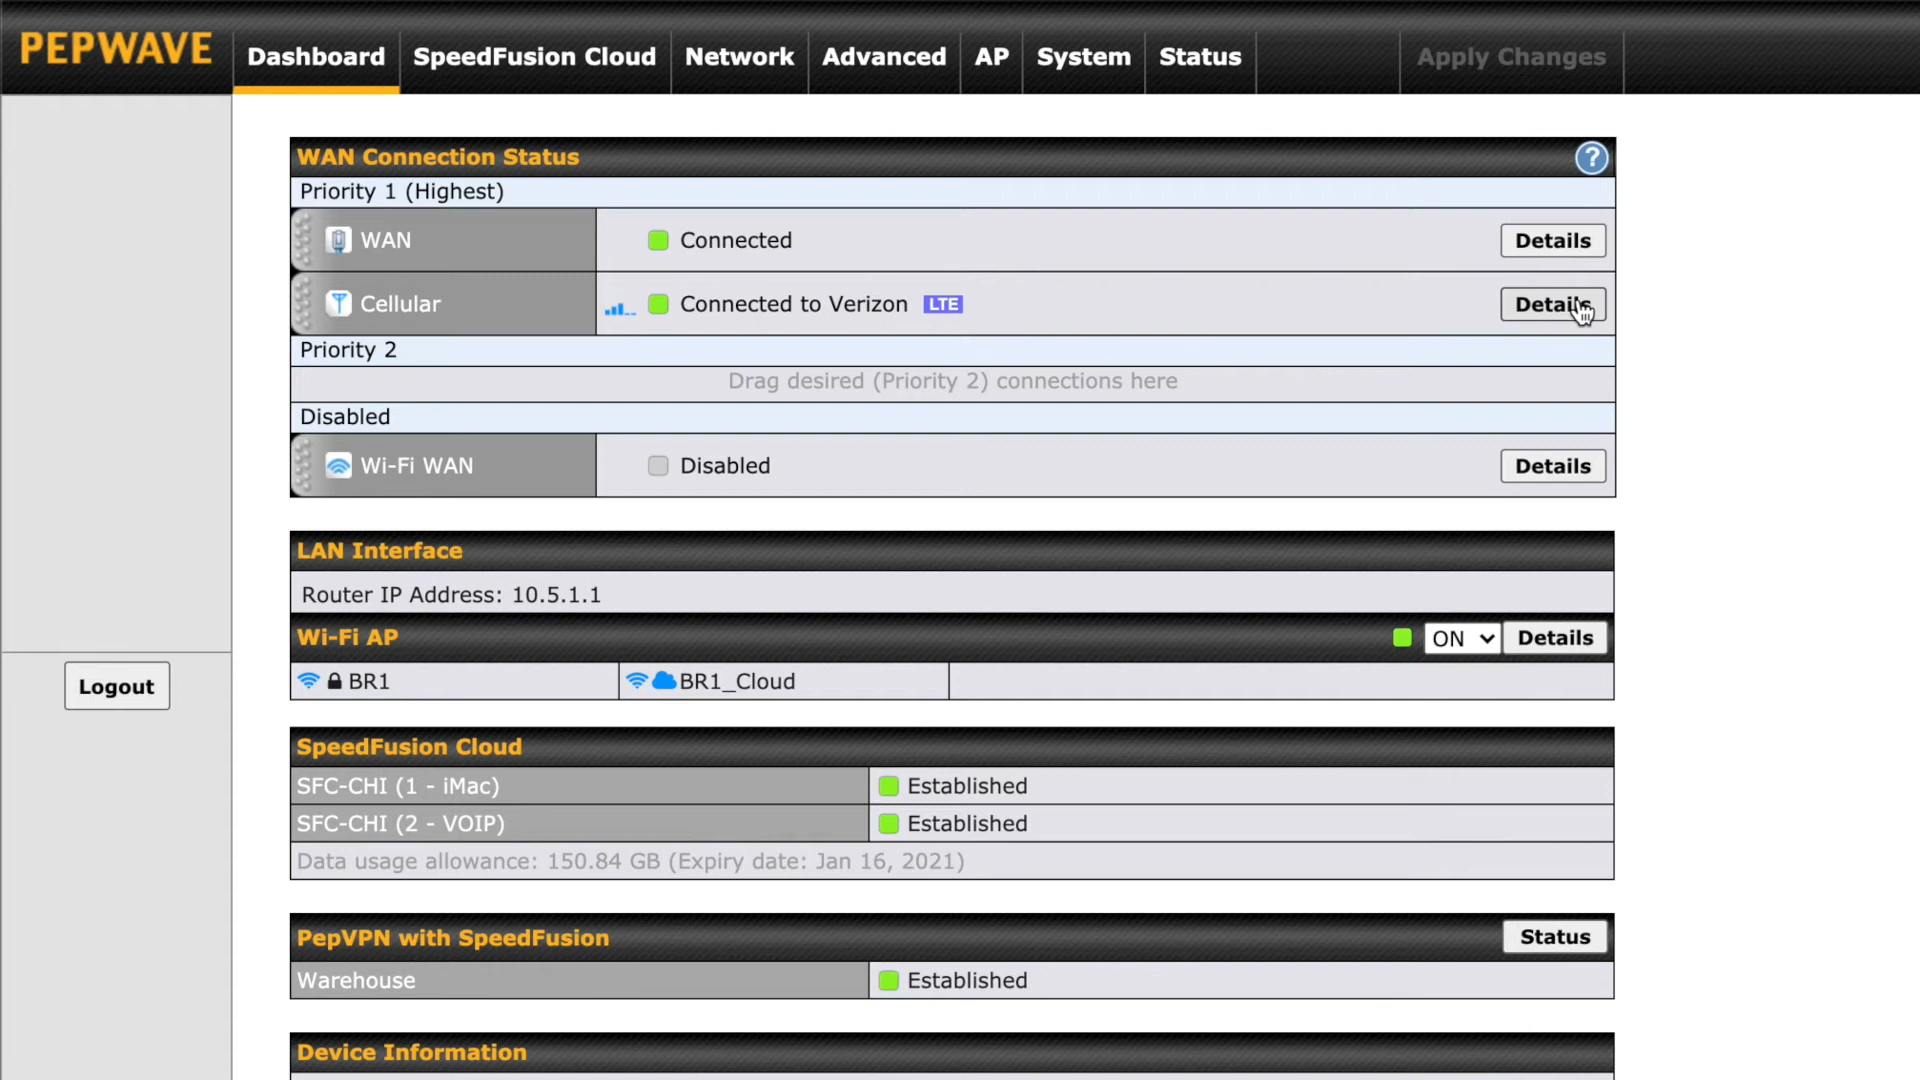 PEPWAVE
Dashboard SpeedFusion Cloud Network Advanced AP System Status Apply Changes
WAN Connection Status ?
Priority 1 (Highest)
WAN Connected Details
Cellular Connected to Verizon LTE Details
Priority 2
Drag desired (Priority 2) connections here
Disabled
Wi-Fi WAN Disabled Details
LAN Interface
Router IP Address: 10.5.1.1
Wi-Fi AP ON Details
BR1 BR1_Cloud
Logout
SpeedFusion Cloud
SFC-CHI (1 - iMac) Established
SFC-CHI (2 - VOIP) Established
Data usage allowance: 150.84 GB (Expiry date: Jan 16, 2021)
PepVPN with SpeedFusion Status
Warehouse Established
Device Information